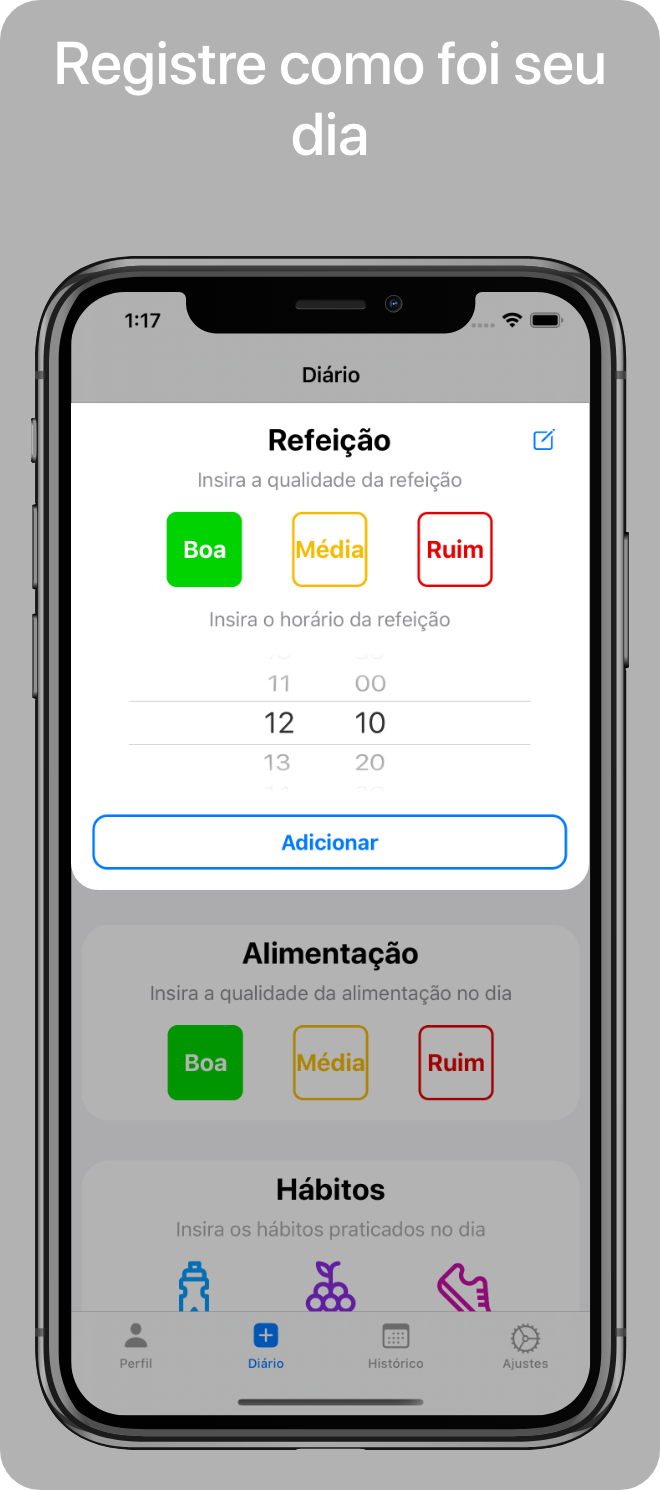 Registre como foi seu
dia
1:17
Diário
Refeição
Insira a qualidade da refeição
Boa Média Ruim
Insira o horário da refeição
11 00
12 10
13 20
Adicionar
Alimentação
Insira a qualidade da alimentação no dia
Boa Média Ruim
Hábitos
Insira os hábitos praticados no dia
Perfil Diário Histórico Ajustes